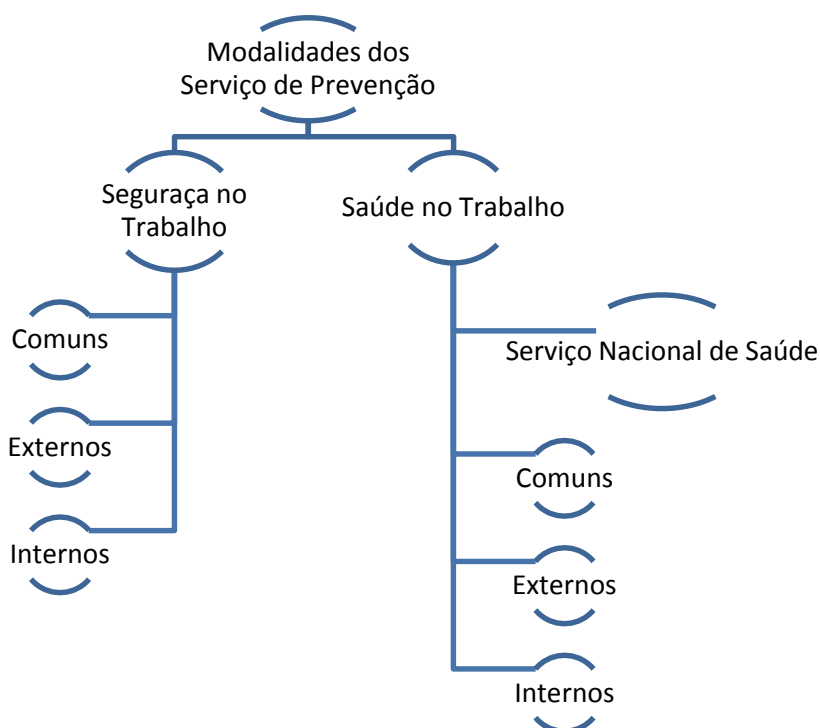 Modalidades dos
Serviço de Prevenção
Seguraça no
Trabalho
Saúde no Trabalho
Comuns
Externos
Internos
Serviço Nacional de Saúde
Comuns
Externos
Internos